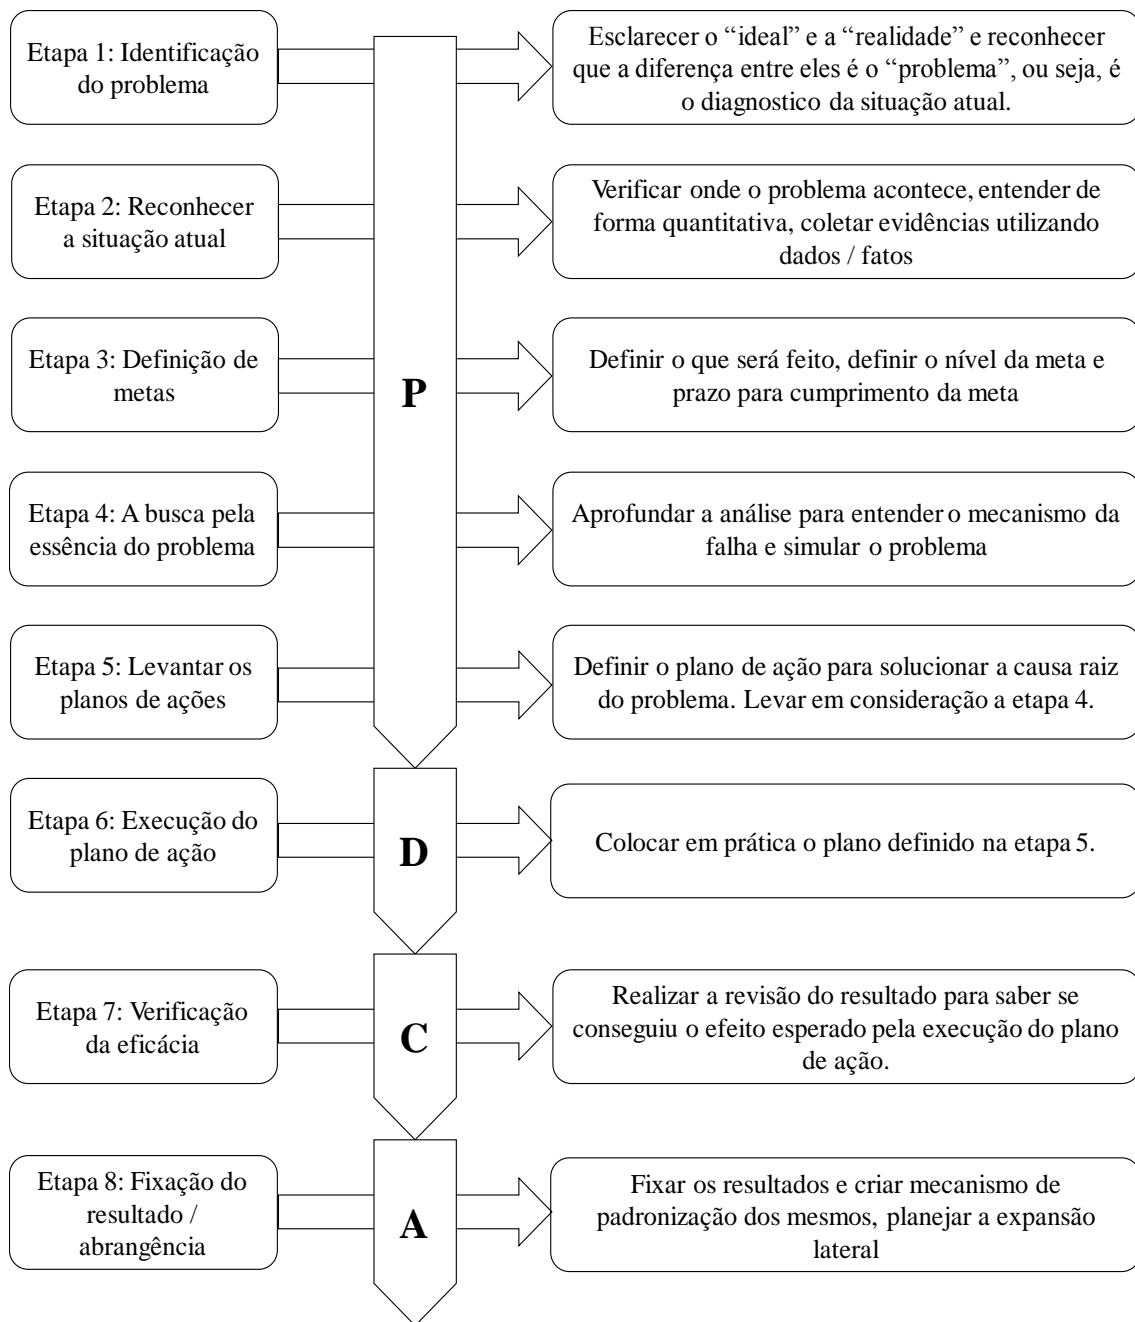 Etapa 1: Identificação
do problema
Esclarecer o “ideal” e a “realidade” e reconhecer
que a diferença entre eles é o “problema”, ou seja, é
o diagnostico da situação atual.
Etapa 2: Reconhecer
a situação atual
Verificar onde o problema acontece, entender de
forma quantitativa, coletar evidências utilizando
dados / fatos
Etapa 3: Definição de
metas
P
Definir o que será feito, definir o nível da meta e
prazo para cumprimento da meta
Etapa 4: A busca pela
essência do problema
Aprofundar a análise para entender o mecanismo da
falha e simular o problema
Etapa 5: Levantar os
planos de ações
Definir o plano de ação para solucionar a causa raiz
do problema. Levar em consideração a etapa 4.
Etapa 6: Execução do
plano de ação
D
Colocar em prática o plano definido na etapa 5.
Etapa 7: Verificação
da eficácia
C
Realizar a revisão do resultado para saber se
conseguiu o efeito esperado pela execução do plano
de ação.
Etapa 8: Fixação do
resultado /
abrangência
A
Fixar os resultados e criar mecanismo de
padronização dos mesmos, planejar a expansão
lateral